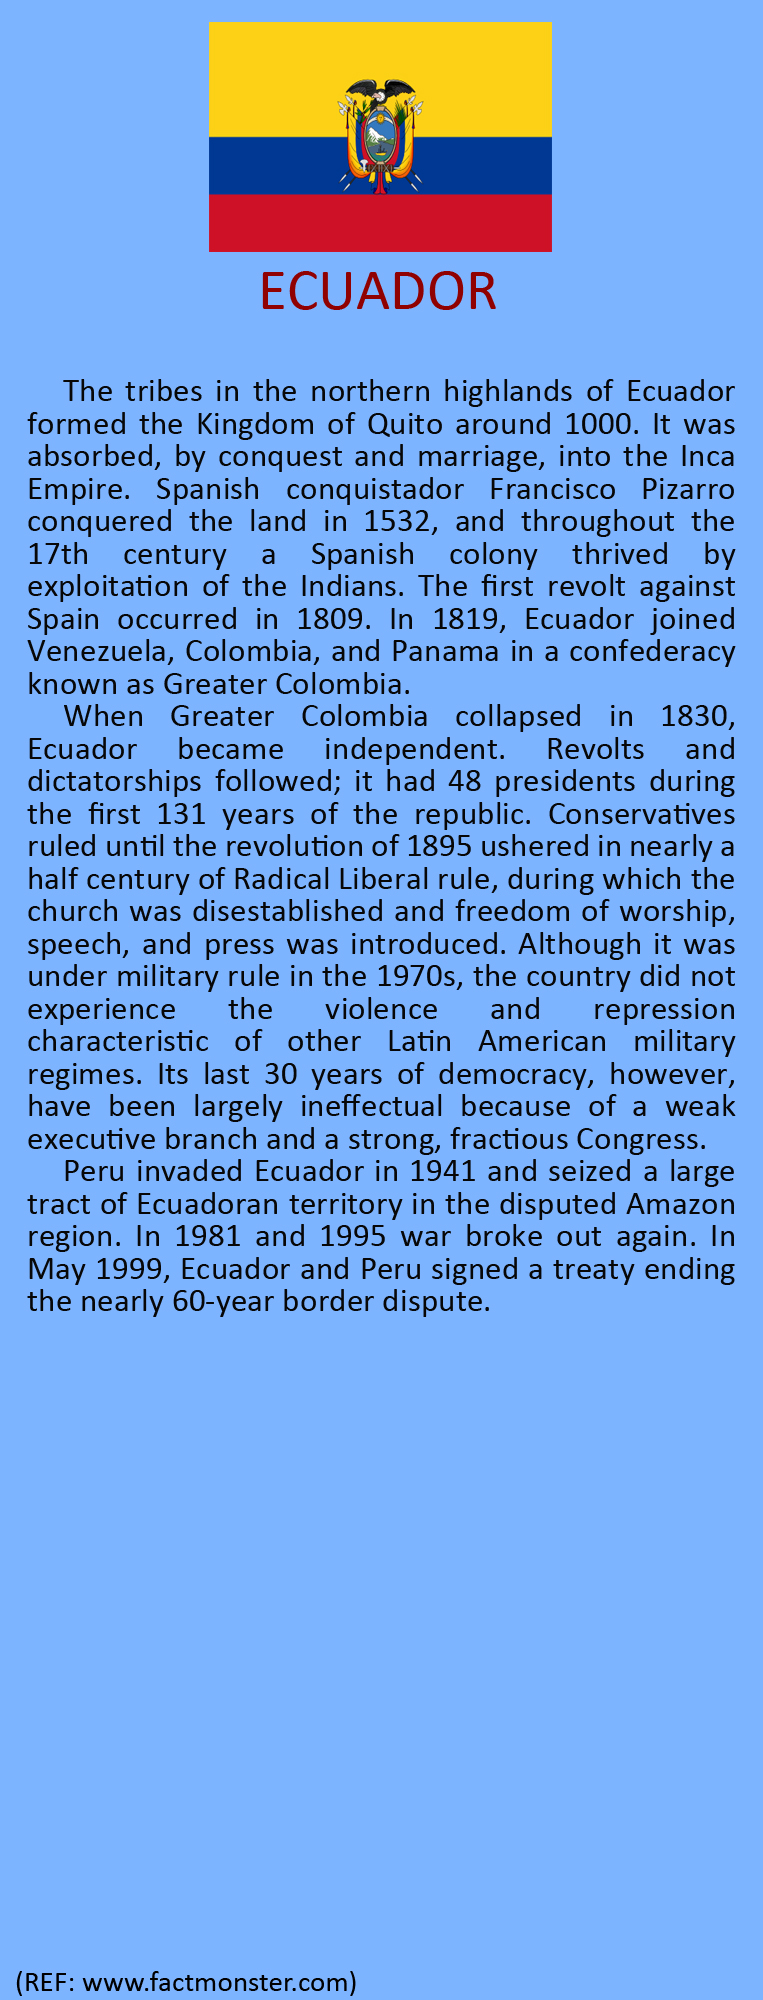 ECUADOR
The tribes in the northern highlands of Ecuador
formed the Kingdom of Quito around 1000. It was
absorbed, by conquest and marriage, into the Inca
Empire. Spanish conquistador Francisco Pizarro
conquered the land in 1532, and throughout the
17th century a Spanish colony thrived by
exploitation of the Indians. The first revolt against
Spain occurred in 1809. In 1819, Ecuador joined
Venezuela, Colombia, and Panama in a confederacy
known as Greater Colombia.
When Greater Colombia collapsed in 1830,
Ecuador became independent. Revolts and
dictatorships followed; it had 48 presidents during
the first 131 years of the republic. Conservatives
ruled until the revolution of 1895 ushered in nearly a
half century of Radical Liberal rule, during which the
church was disestablished and freedom of worship,
speech, and press was introduced. Although it was
under military rule in the 1970s, the country did not
experience the violence and repression
characteristic of other Latin American military
regimes. Its last 30 years of democracy, however,
have been largely ineffectual because of a weak
executive branch and a strong, fractious Congress.
Peru invaded Ecuador in 1941 and seized a large
tract of Ecuadoran territory in the disputed Amazon
region. In 1981 and 1995 war broke out again. In
May 1999, Ecuador and Peru signed a treaty ending
the nearly 60-year border dispute.
(REF: www.factmonster.com)